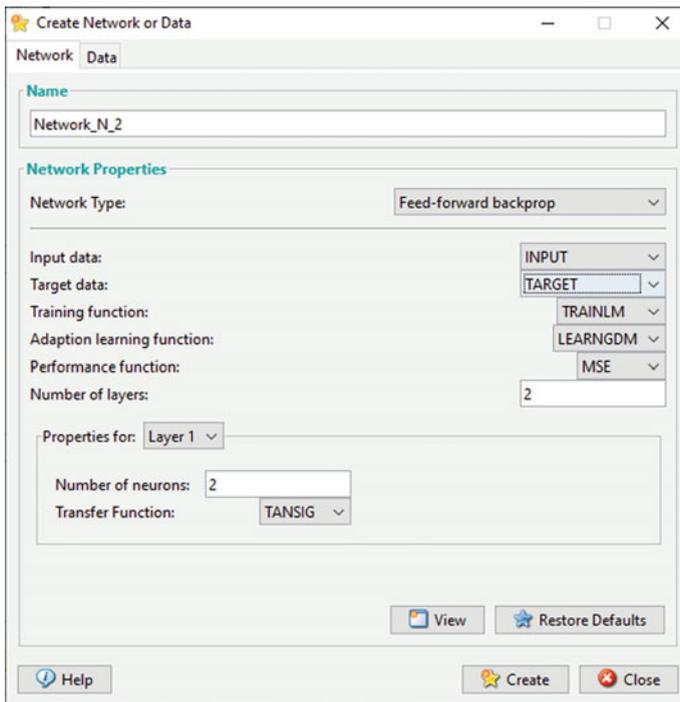 Create Network or Data
Network Data
Name
Network_N_2
Network Properties
Network Type: Feed-forward backprop
Input data: INPUT
Target data: TARGET
Training function: TRAINLM
Adaption learning function: LEARNGDM
Performance function: MSE
Number of layers: 2
Properties for: Layer 1
Number of neurons: 2
Transfer Function: TANSIG
View Restore Defaults
Help Create Close